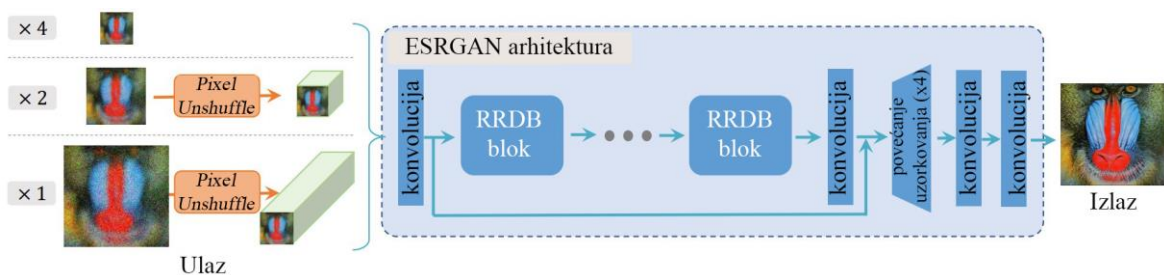 × 4
× 2
× 1
Pixel
Unshuffle
Pixel
Unshuffle
Ulaz
ESRGAN arhitektura
konvolucija
RRDB
blok
RRDB
blok
konvolucija
povećanje
uzorkovanja (x4)
konvolucija
konvolucija
Izlaz